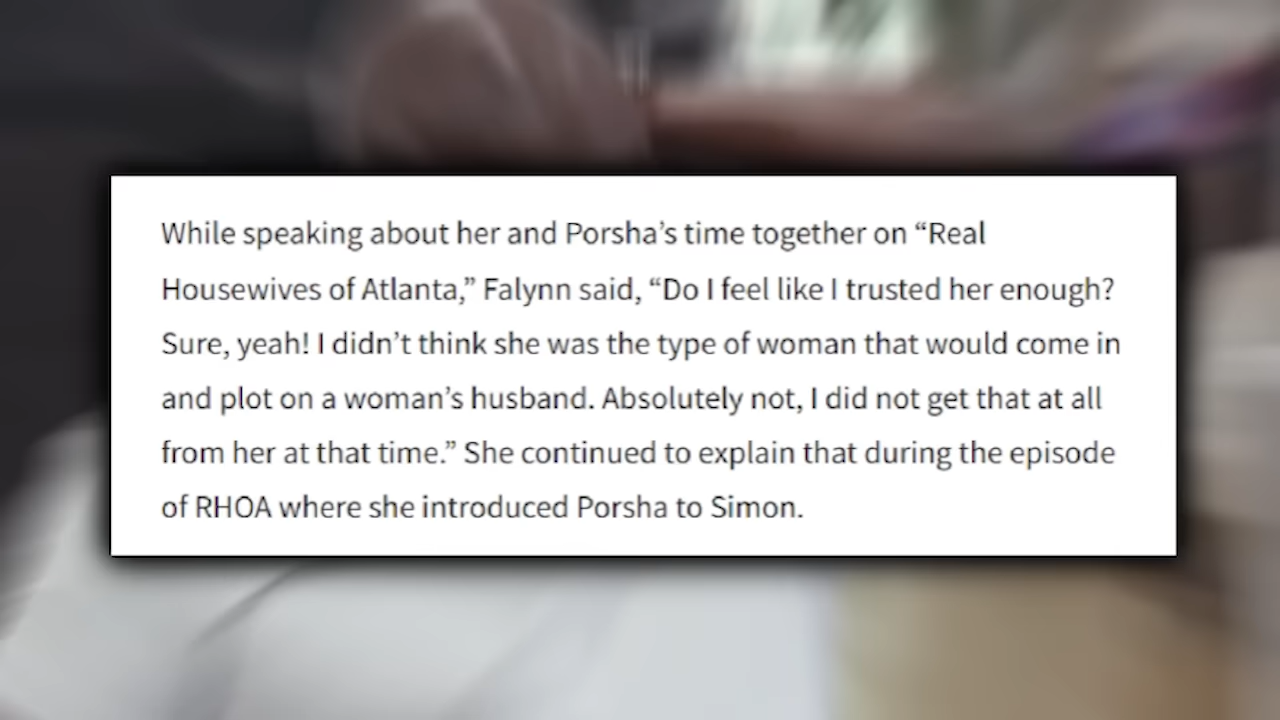 While speaking about her and Porsha’s time together on “Real
Housewives of Atlanta,” Falynn said, “Do I feel like I trusted her enough?
Sure, yeah! I didn’t think she was the type of woman that would come in
and plot on a woman’s husband. Absolutely not, I did not get that at all
from her at that time.” She continued to explain that during the episode
of RHOA where she introduced Porsha to Simon.